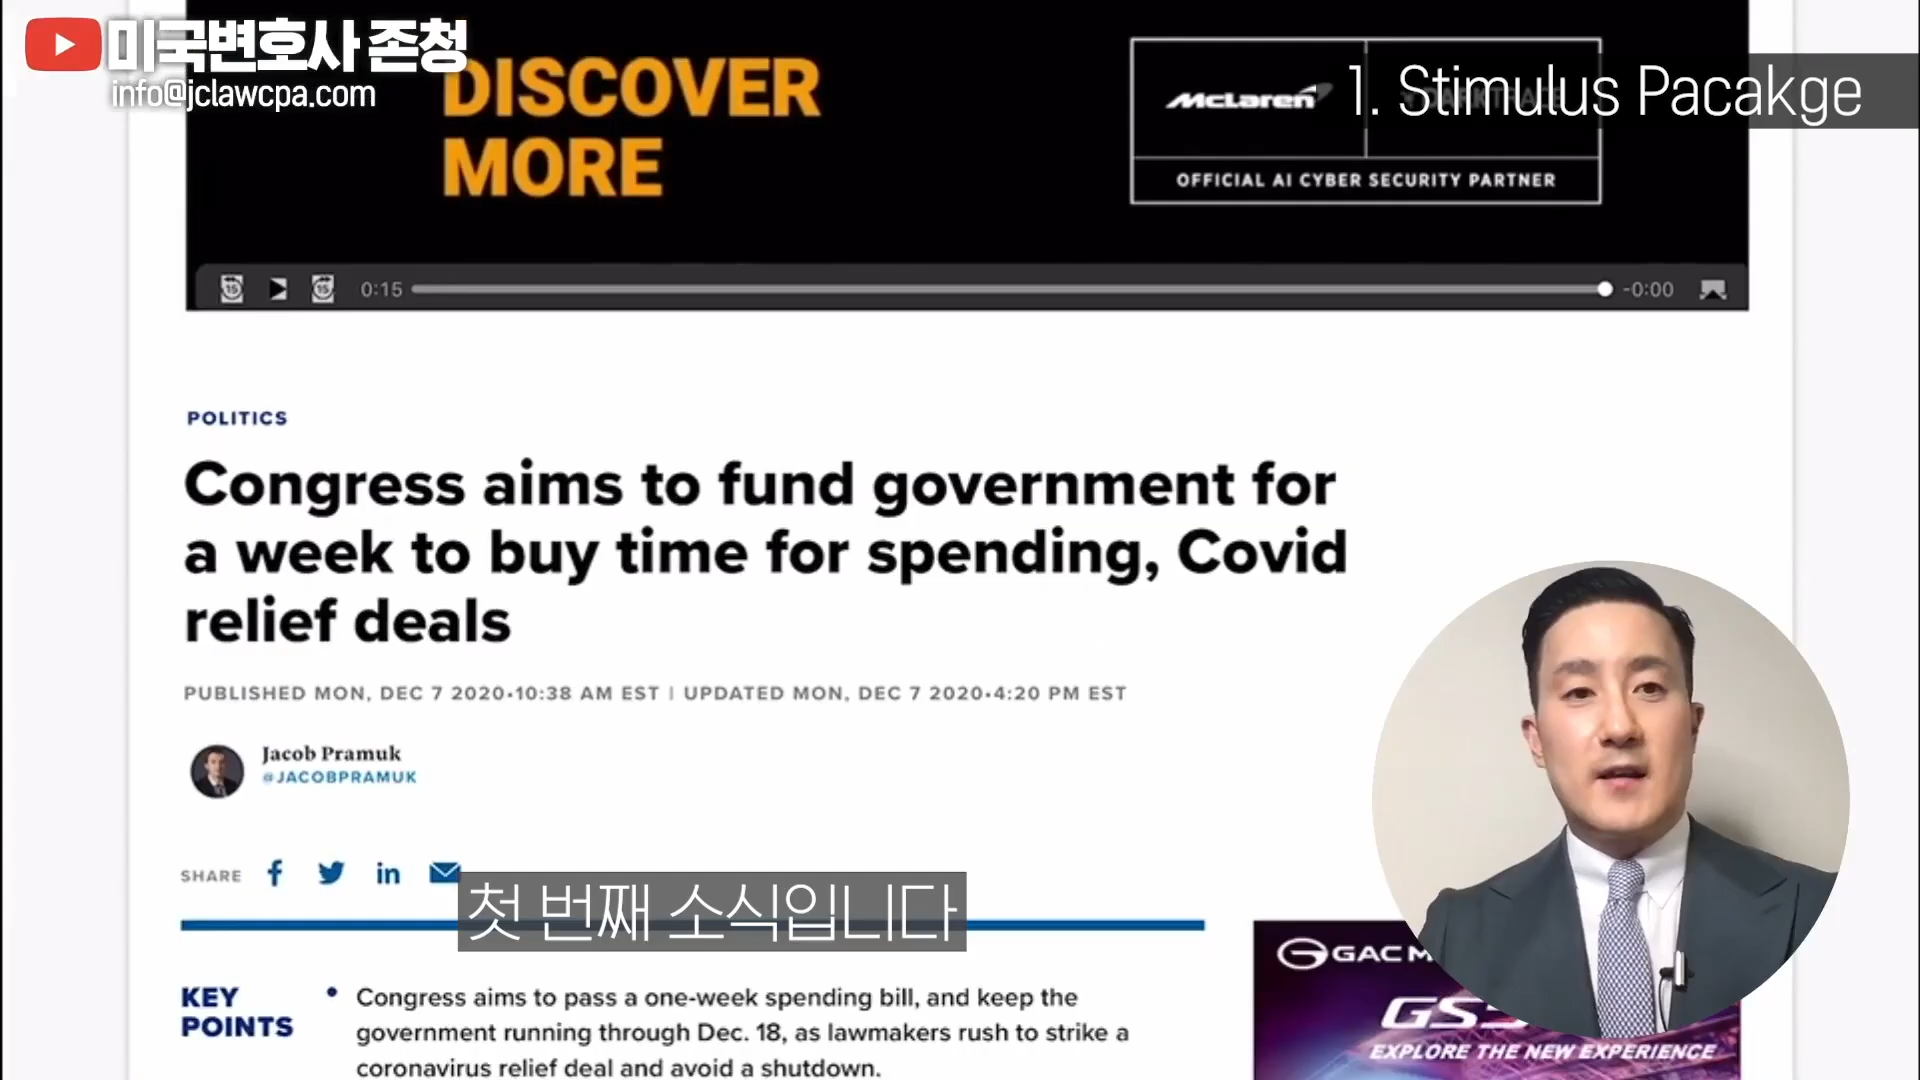 미국변호사 존청
info@jclawcpa.com
DISCOVER
MORE
McLaren
1. Stimulus Pacakge
OFFICIAL AI CYBER SECURITY PARTNER
15
15
0:15
-0:00
POLITICS
Congress aims to fund government for
a week to buy time for spending, Covid
relief deals
PUBLISHED MON, DEC 7 2020•10:38 AM EST | UPDATED MON, DEC 7 2020•4:20 PM EST
Jacob Pramuk
@JACOBPRAMUK
SHARE
첫 번째 소식입니다
KEY
POINTS
• Congress aims to pass a one-week spending bill, and keep the
government running through Dec. 18, as lawmakers rush to strike a
coronavirus relief deal and avoid a shutdown.
GAC M
GS
EXPLORE THE NEW EXPERIENCE